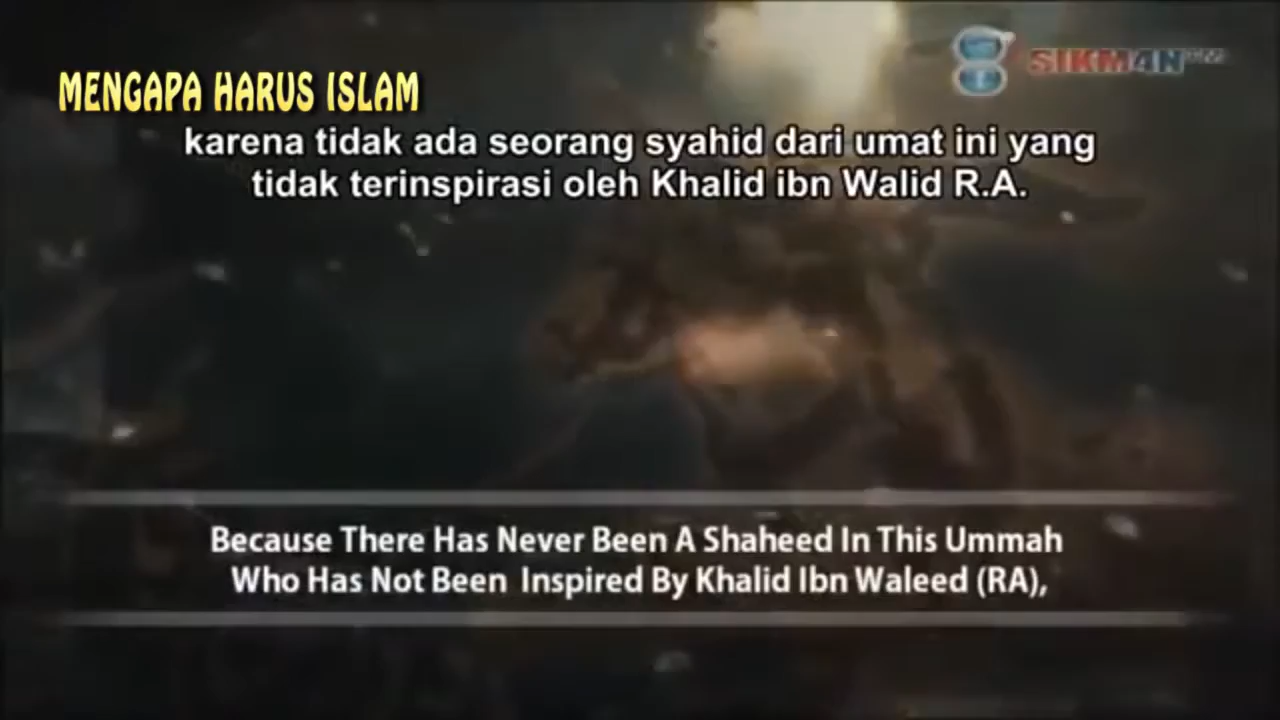 SIKM4N
MENGAPA HARUS ISLAM
karena tidak ada seorang syahid dari umat ini yang
tidak terinspirasi oleh Khalid ibn Walid R.A.
Because There Has Never Been A Shaheed In This Ummah
Who Has Not Been Inspired By Khalid Ibn Waleed (RA),